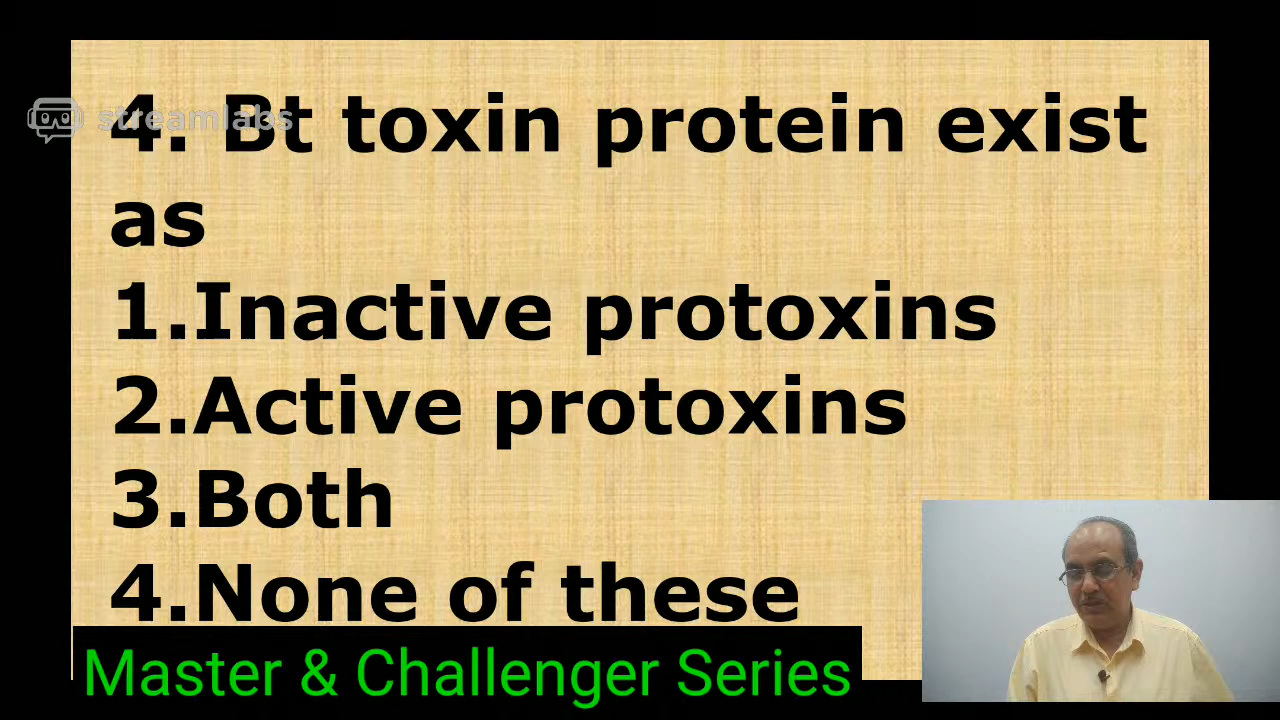 streamlabs
4. Bt toxin protein exist
as
1.Inactive protoxins
2.Active protoxins
3.Both
4.None of these
Master & Challenger Series